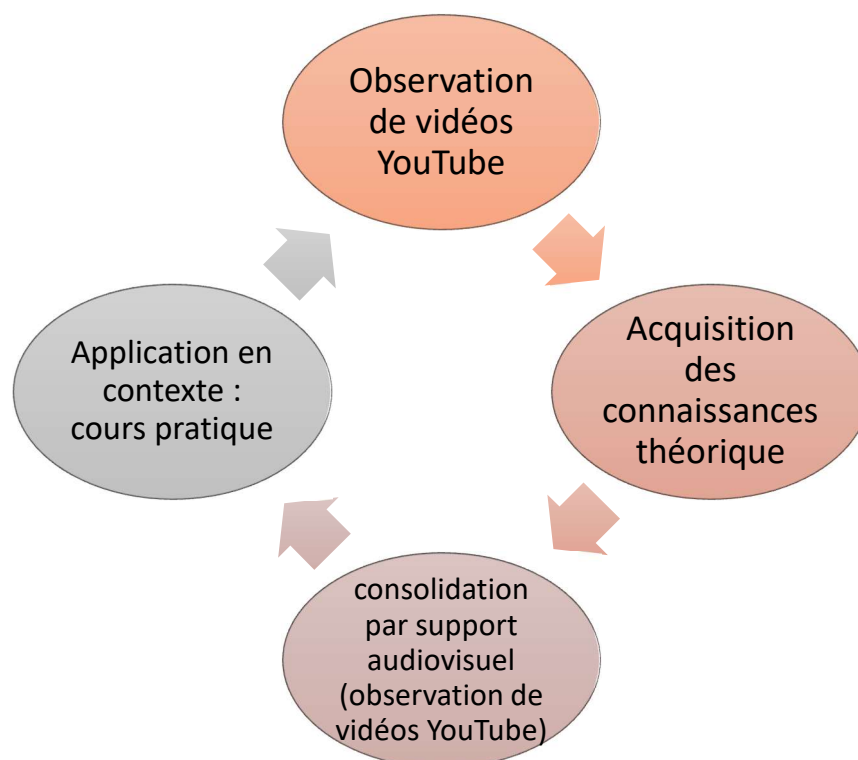 Observation
de vidéos
YouTube
Acquisition
des
connaissances
théorique
consolidation
par support
audiovisuel
(observation de
vidéos YouTube)
Application en
contexte :
cours pratique